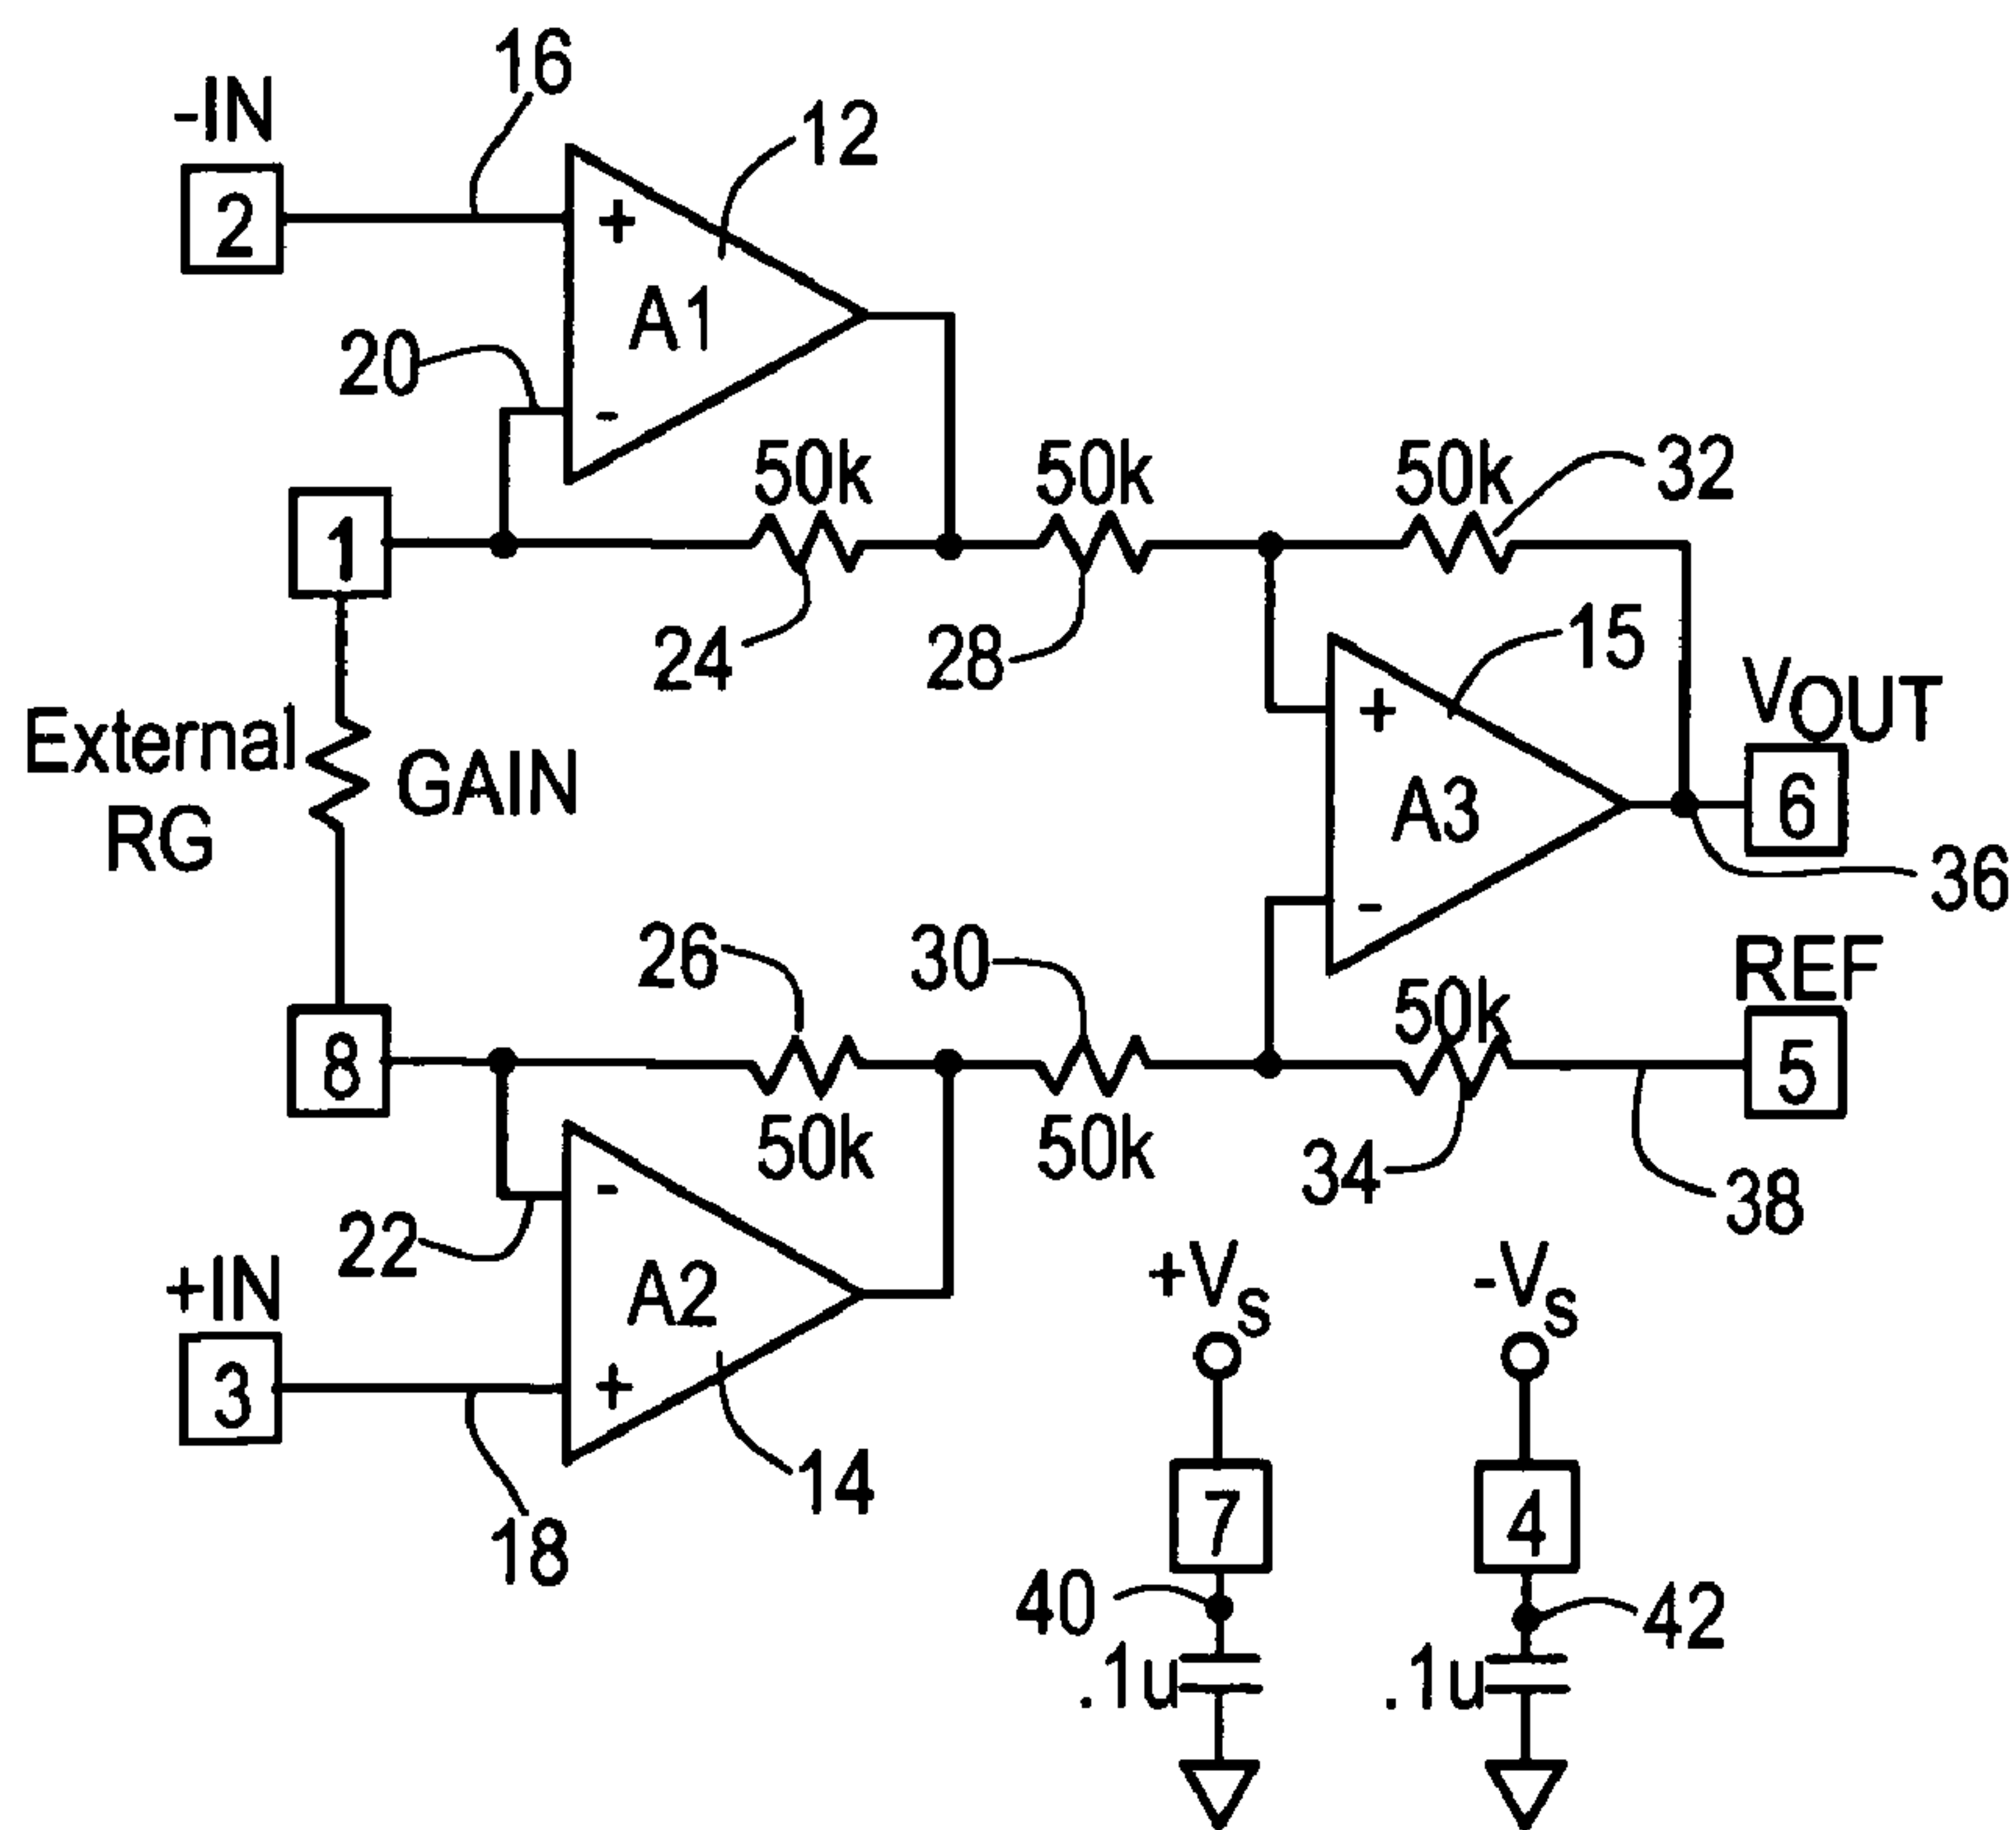 16
-IN
12
2
+
A1
20
-
50k
50k
50k
32
1
24
28
15
External
RG
GAIN
+
A3
-
VOUT
6
36
26
30
REF
50k
8
5
50k
50k
34
38
-
22
A2
+IN
3
+
14
18
+Vs
-Vs
7
4
40
42
.1u
.1u